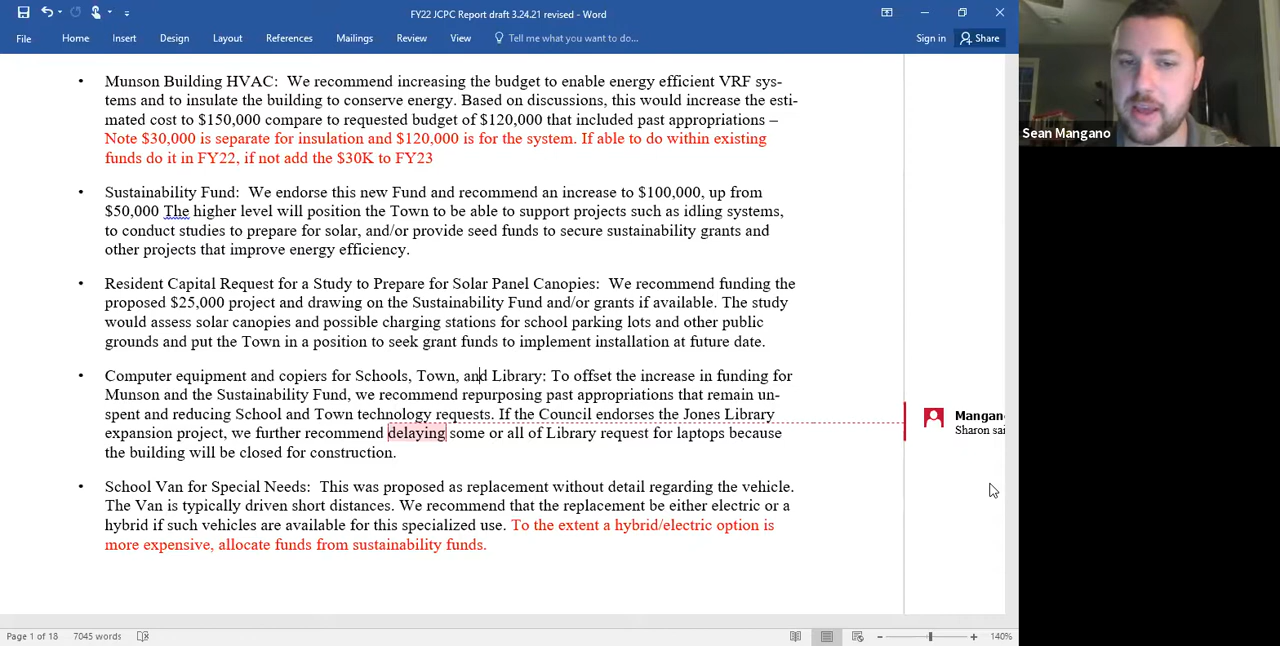 FY22 JCPC Report draft 3.24.21 revised - Word
File Home Insert Design Layout References Mailings Review View Tell me what you want to do... Sign in Share
• Munson Building HVAC: We recommend increasing the budget to enable energy efficient VRF sys-
tems and to insulate the building to conserve energy. Based on discussions, this would increase the esti-
mated cost to $150,000 compare to requested budget of $120,000 that included past appropriations –
Note $30,000 is separate for insulation and $120,000 is for the system. If able to do within existing
funds do it in FY22, if not add the $30K to FY23
• Sustainability Fund: We endorse this new Fund and recommend an increase to $100,000, up from
$50,000 The higher level will position the Town to be able to support projects such as idling systems,
to conduct studies to prepare for solar, and/or provide seed funds to secure sustainability grants and
other projects that improve energy efficiency.
• Resident Capital Request for a Study to Prepare for Solar Panel Canopies: We recommend funding the
proposed $25,000 project and drawing on the Sustainability Fund and/or grants if available. The study
would assess solar canopies and possible charging stations for school parking lots and other public
grounds and put the Town in a position to seek grant funds to implement installation at future date.
• Computer equipment and copiers for Schools, Town, and Library: To offset the increase in funding for
Munson and the Sustainability Fund, we recommend repurposing past appropriations that remain un-
spent and reducing School and Town technology requests. If the Council endorses the Jones Library
expansion project, we further recommend delaying some or all of Library request for laptops because
the building will be closed for construction.
• School Van for Special Needs: This was proposed as replacement without detail regarding the vehicle.
The Van is typically driven short distances. We recommend that the replacement be either electric or a
hybrid if such vehicles are available for this specialized use. To the extent a hybrid/electric option is
more expensive, allocate funds from sustainability funds.
Mangano
Sharon sai
Page 1 of 18 7045 words 140%
Sean Mangano